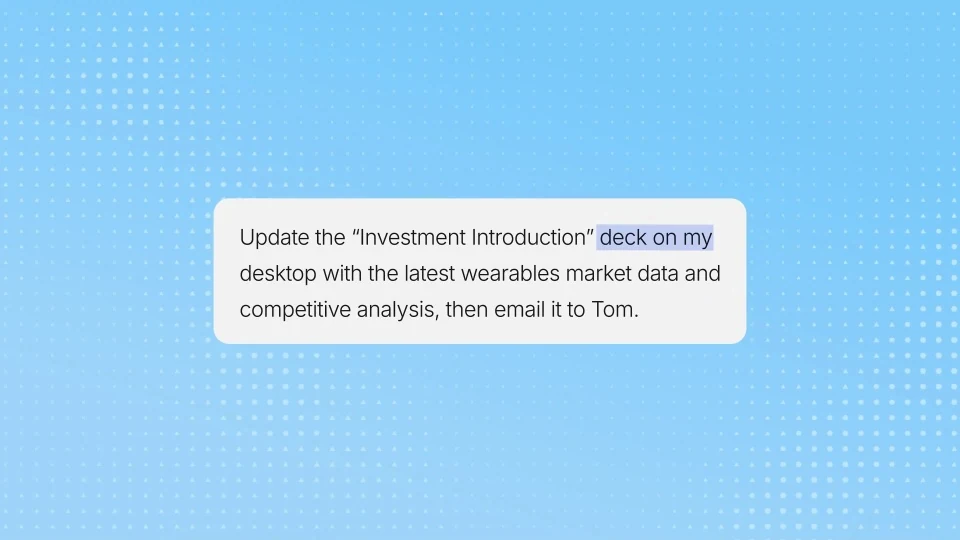 Update the “Investment Introduction” deck on my
desktop with the latest wearables market data and
competitive analysis, then email it to Tom.